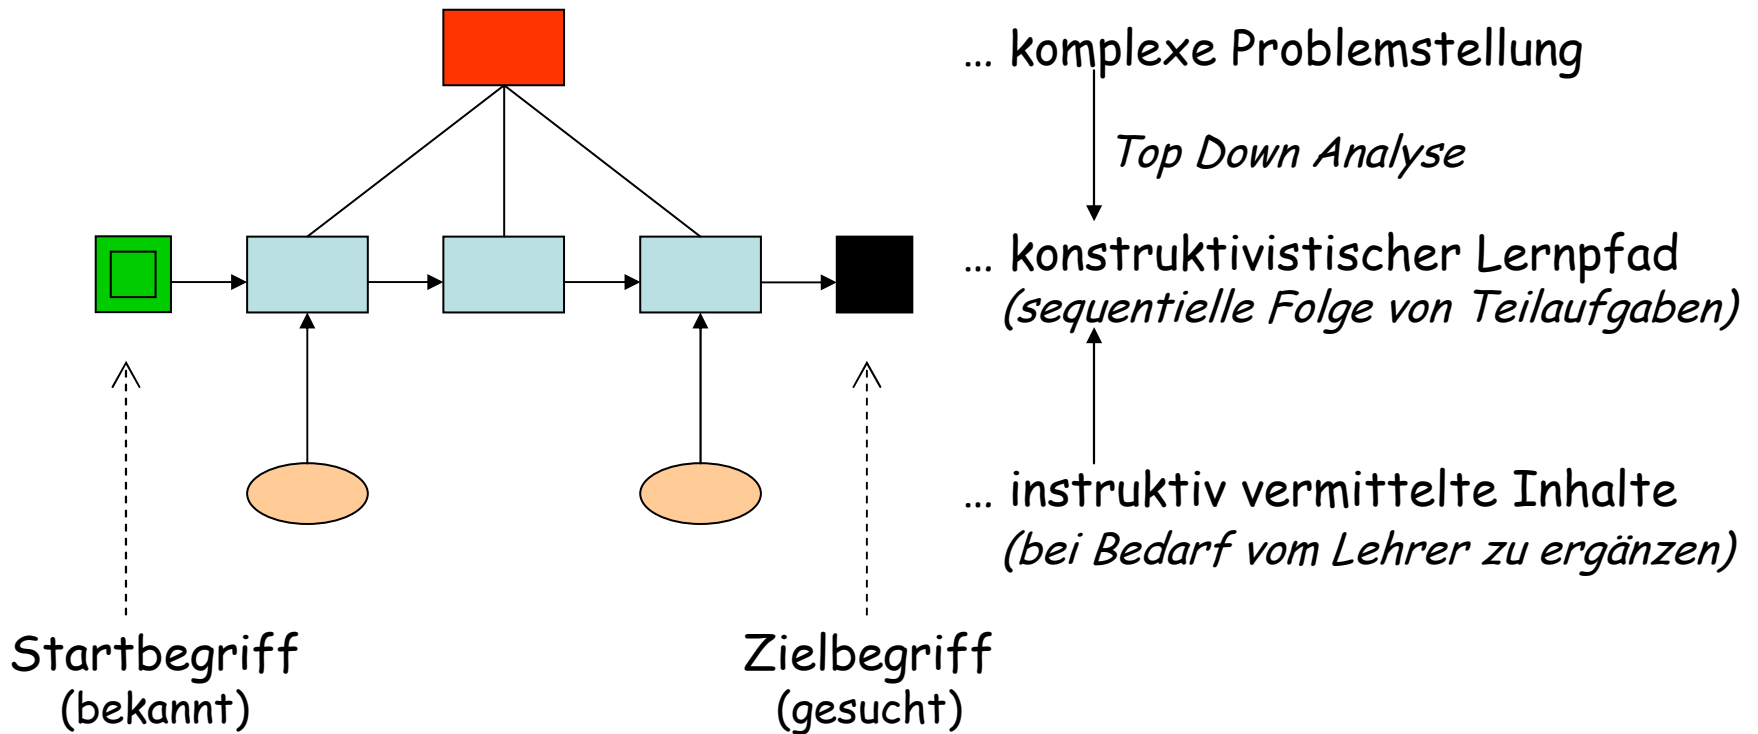 ... komplexe Problemstellung
Top Down Analyse
... konstruktivistischer Lernpfad
(sequentielle Folge von Teilaufgaben)
... instruktiv vermittelte Inhalte
(bei Bedarf vom Lehrer zu ergänzen)
Startbegriff
(bekannt)
Zielbegriff
(gesucht)